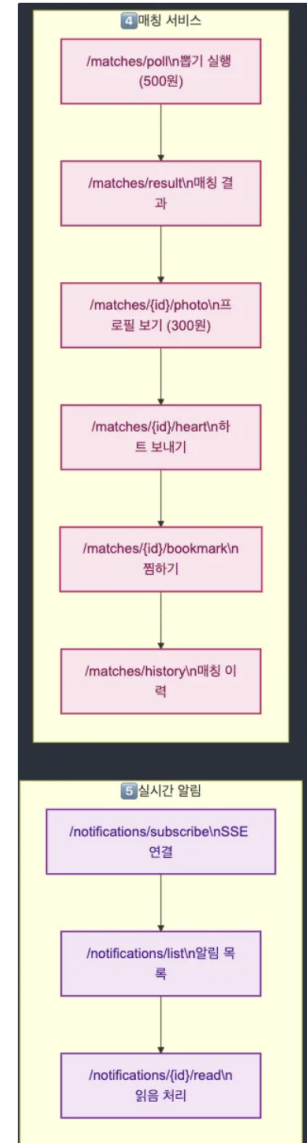 4️⃣매칭 서비스
/matches/poll\n뽑기 실행
(500원)
/matches/result\n매칭 결
과
/matches/{id}/photo\n프
로필 보기 (300원)
/matches/{id}/heart\n하
트 보내기
/matches/{id}/bookmark\n
찜하기
/matches/history\n매칭 이
력
5️⃣실시간 알림
/notifications/subscribe\nSSE
연결
/notifications/list\n알림 목
록
/notifications/{id}/read\n
읽음 처리